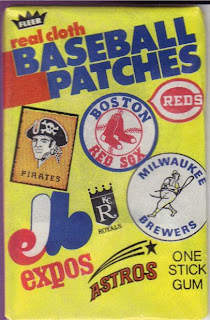 FLEER
real cloth
BASEBALL
PATCHES
BOSTON
RED SOX
REDS
PIRATES
KC
R
ROYALS
MILWAUKEE
BREWERS
expos
ASTROS
ONE
STICK
GUM